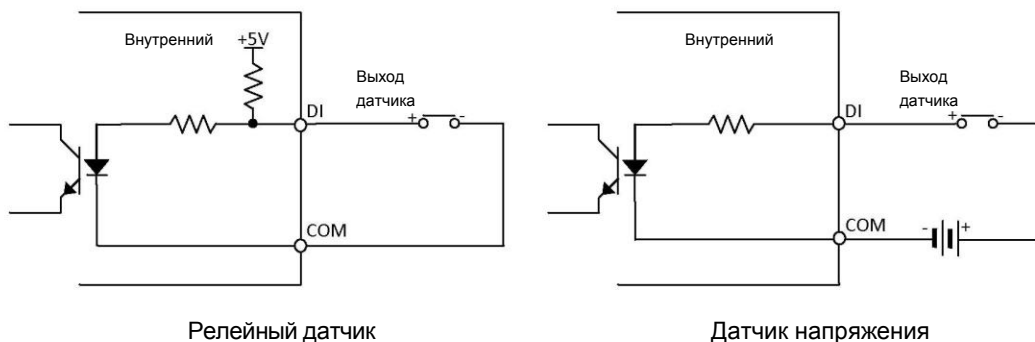 Внутренний
+5V
Выход
датчика
DI
+ -
COM
Релейный датчик
Внутренний
Выход
датчика
DI
+ -
COM
- +
Датчик напряжения